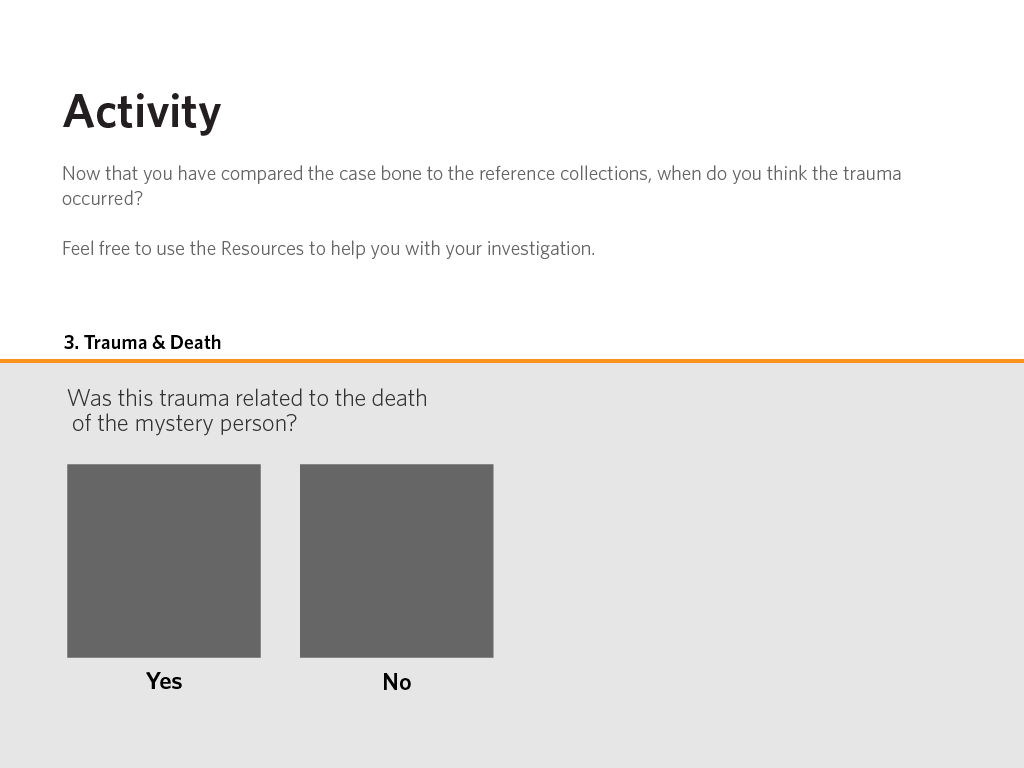 Activity
Now that you have compared the case bone to the reference collections, when do you think the trauma
occurred?
Feel free to use the Resources to help you with your investigation.
3. Trauma & Death
Was this trauma related to the death
of the mystery person?
Yes
No